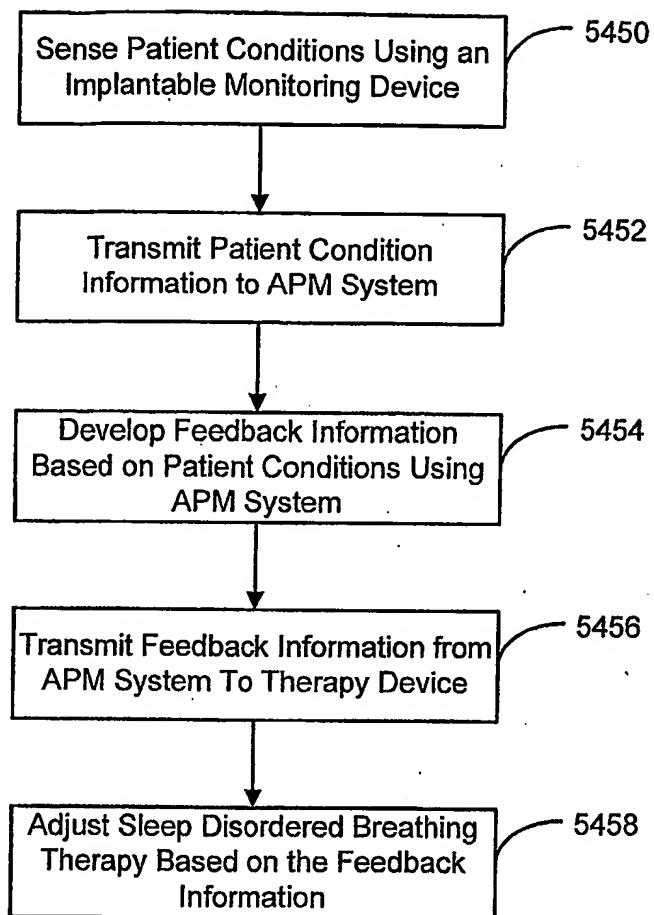 Sense Patient Conditions Using an
Implantable Monitoring Device
5450
Transmit Patient Condition
Information to APM System
5452
Develop Feedback Information
Based on Patient Conditions Using
APM System
5454
Transmit Feedback Information from
APM System To Therapy Device
5456
Adjust Sleep Disordered Breathing
Therapy Based on the Feedback
Information
5458